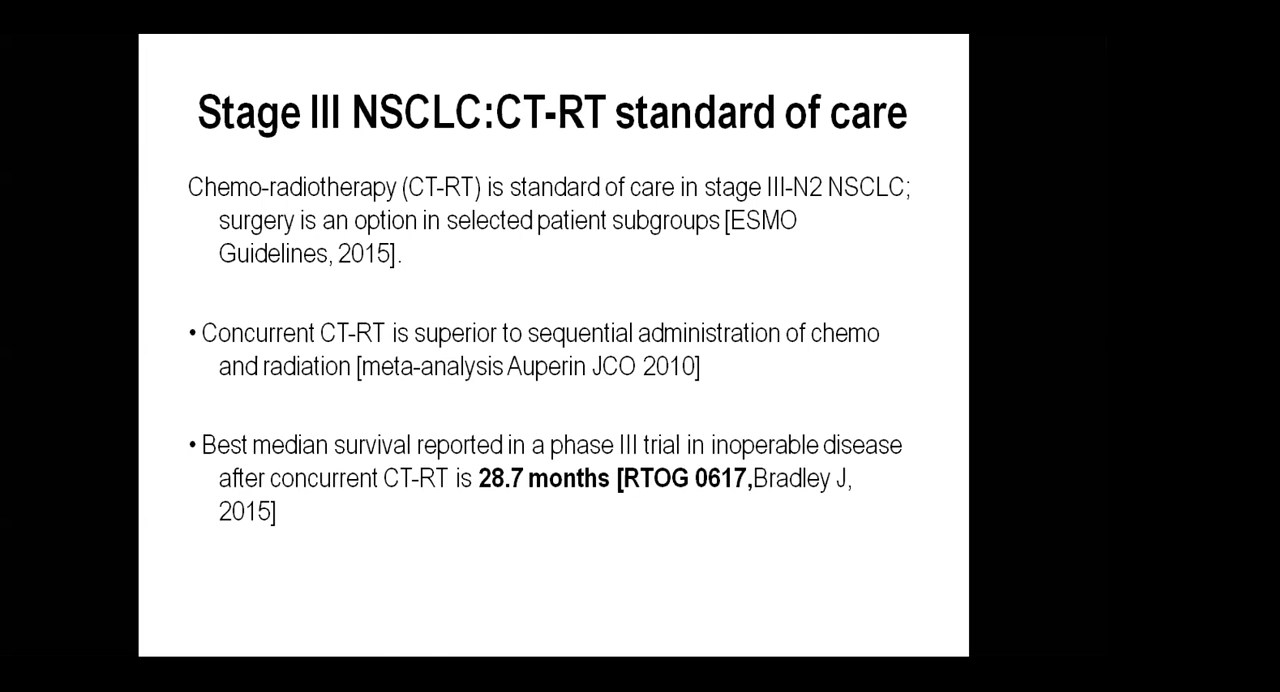 Stage III NSCLC:CT-RT standard of care
Chemo-radiotherapy (CT-RT) is standard of care in stage III-N2 NSCLC;
surgery is an option in selected patient subgroups [ESMO
Guidelines, 2015].
• Concurrent CT-RT is superior to sequential administration of chemo
and radiation [meta-analysis Auperin JCO 2010]
• Best median survival reported in a phase III trial in inoperable disease
after concurrent CT-RT is 28.7 months [RTOG 0617,Bradley J,
2015]